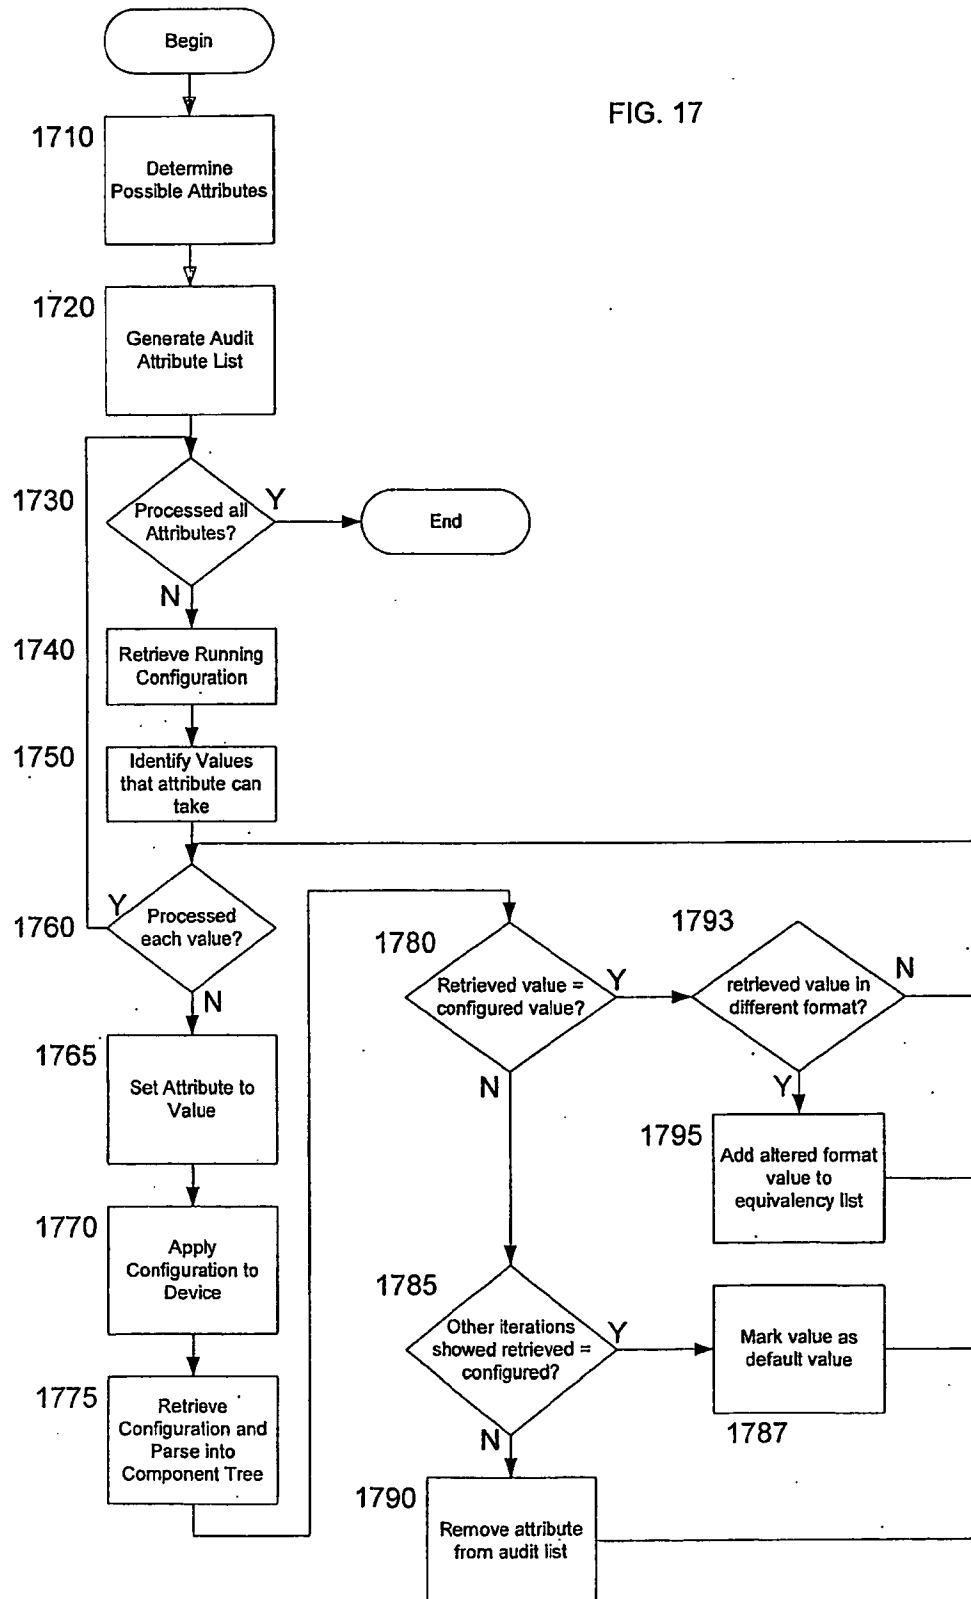 Begin
FIG. 17
1710
Determine
Possible Attributes
1720
Generate Audit
Attribute List
1730
Processed all
Attributes?
Y
End
N
1740
Retrieve Running
Configuration
1750
Identify Values
that attribute can
take
Y
1760
Processed
each value?
N
1765
Set Attribute to
Value
1770
Apply
Configuration to
Device
1775
Retrieve
Configuration and
Parse into
Component Tree
1780
Retrieved value =
configured value?
Y
N
1793
retrieved value in
different format?
N
Y
1795
Add altered format
value to
equivalency list
1785
Other iterations
showed retrieved =
configured?
Y
N
Mark value as
default value
1787
1790
Remove attribute
from audit list